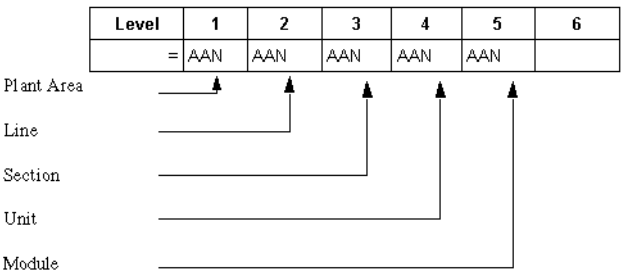 Level 1 2 3 4 5 6
= AAN AAN AAN AAN AAN
Plant Area
Line
Section
Unit
Module